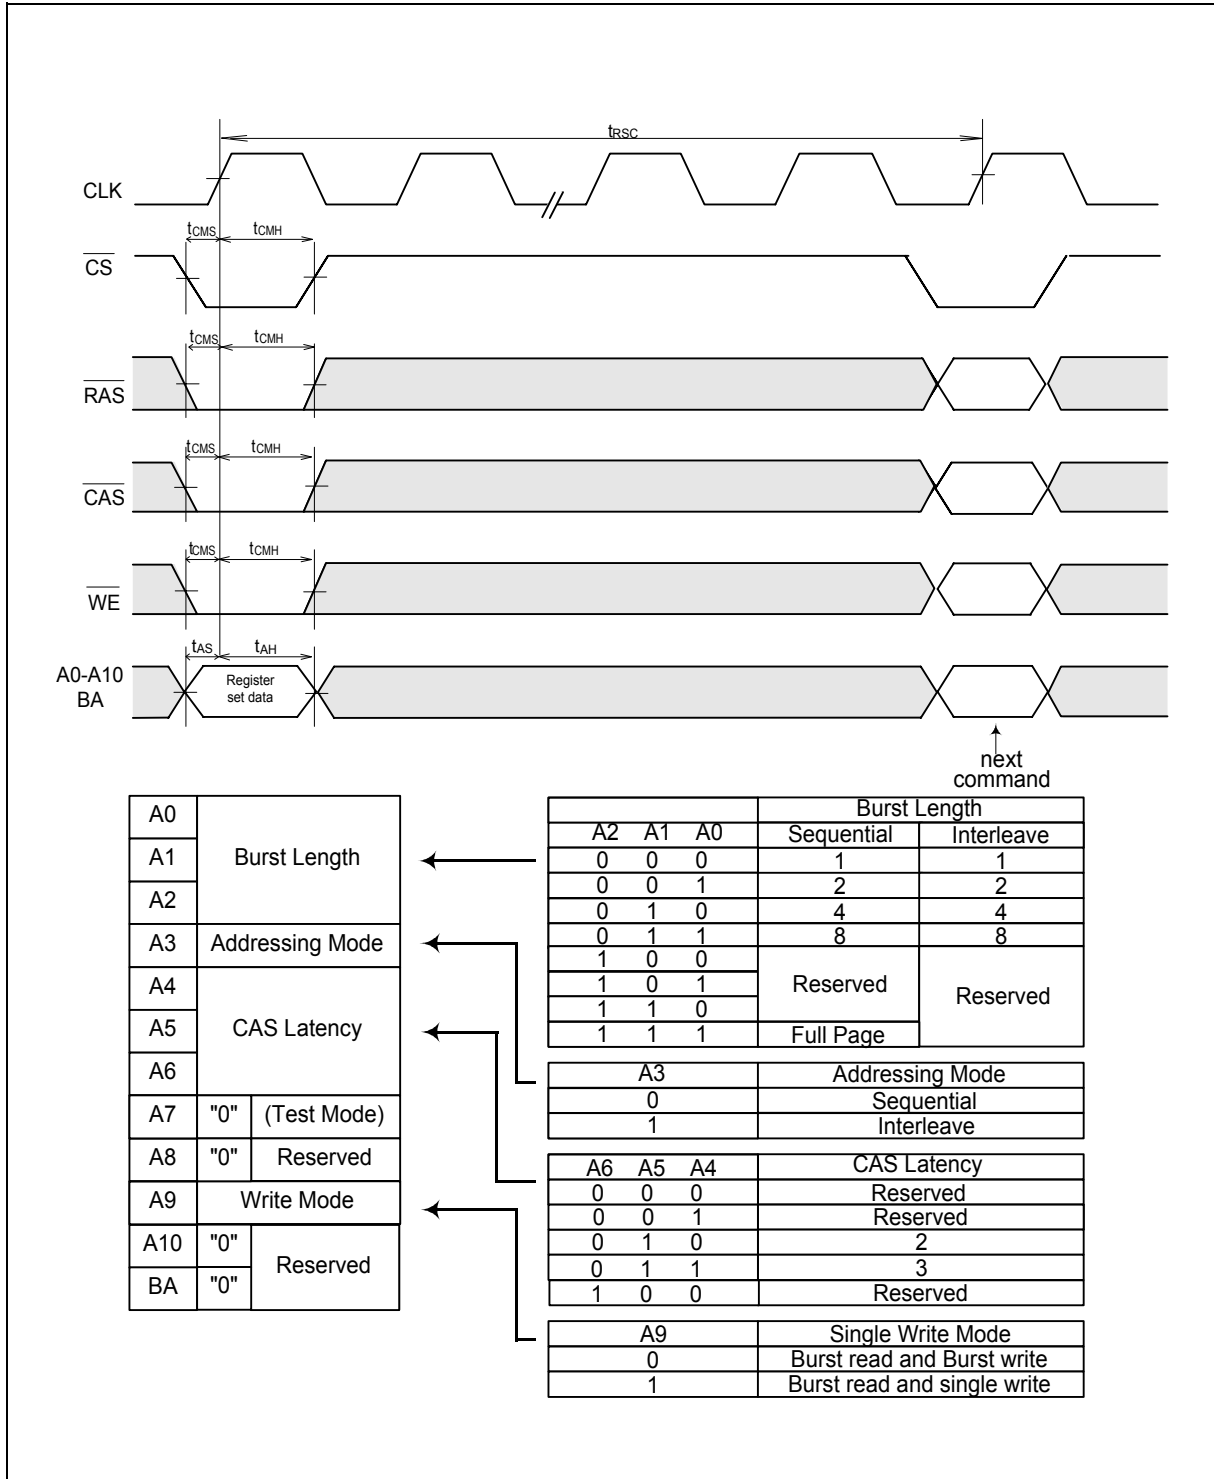 tRSC
CLK
tCMS tCMH
CS
tCMS tCMH
RAS
tCMS tCMH
CAS
tCMS tCMH
WE
tAS tAH
A0-A10
BA
Register
set data
next
command
A0
A1 Burst Length
A2
A3 Addressing Mode
A4
A5 CAS Latency
A6
A7 "0" (Test Mode)
A8 "0" Reserved
A9 Write Mode
A10 "0"
Reserved
BA "0"
Burst Length
A2 A1 A0 Sequential Interleave
0 0 0 1 1
0 0 1 2 2
0 1 0 4 4
0 1 1 8 8
1 0 0
1 0 1 Reserved Reserved
1 1 0
1 1 1 Full Page
A3 Addressing Mode
0 Sequential
1 Interleave
A6 A5 A4 CAS Latency
0 0 0 Reserved
0 0 1 Reserved
0 1 0 2
0 1 1 3
1 0 0 Reserved
A9 Single Write Mode
0 Burst read and Burst write
1 Burst read and single write